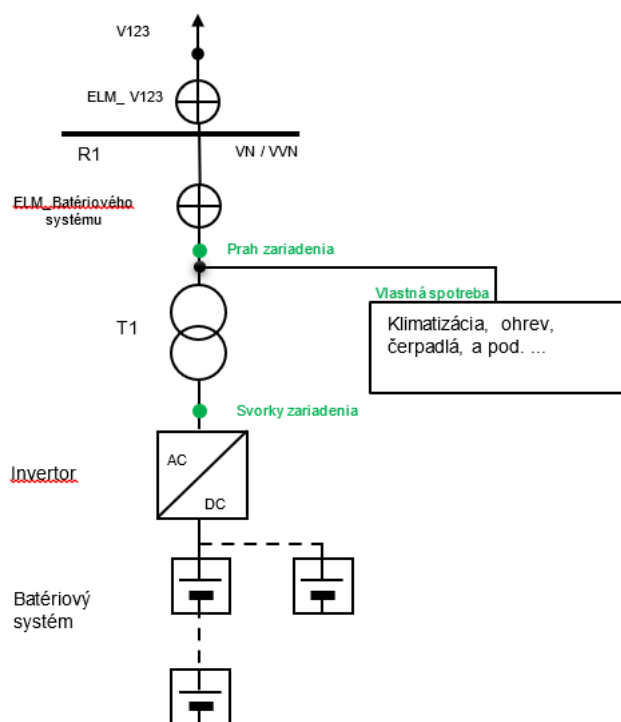 V123
ELM_ V123
R1
VN / VVN
ELM_Batériového
systému
Prah zariadenia
Vlastná spotreba
Klimatizácia, ohrev,
čerpadlá, a pod. ...
T1
Svorky zariadenia
Invertor
AC
DC
Batériový
systém